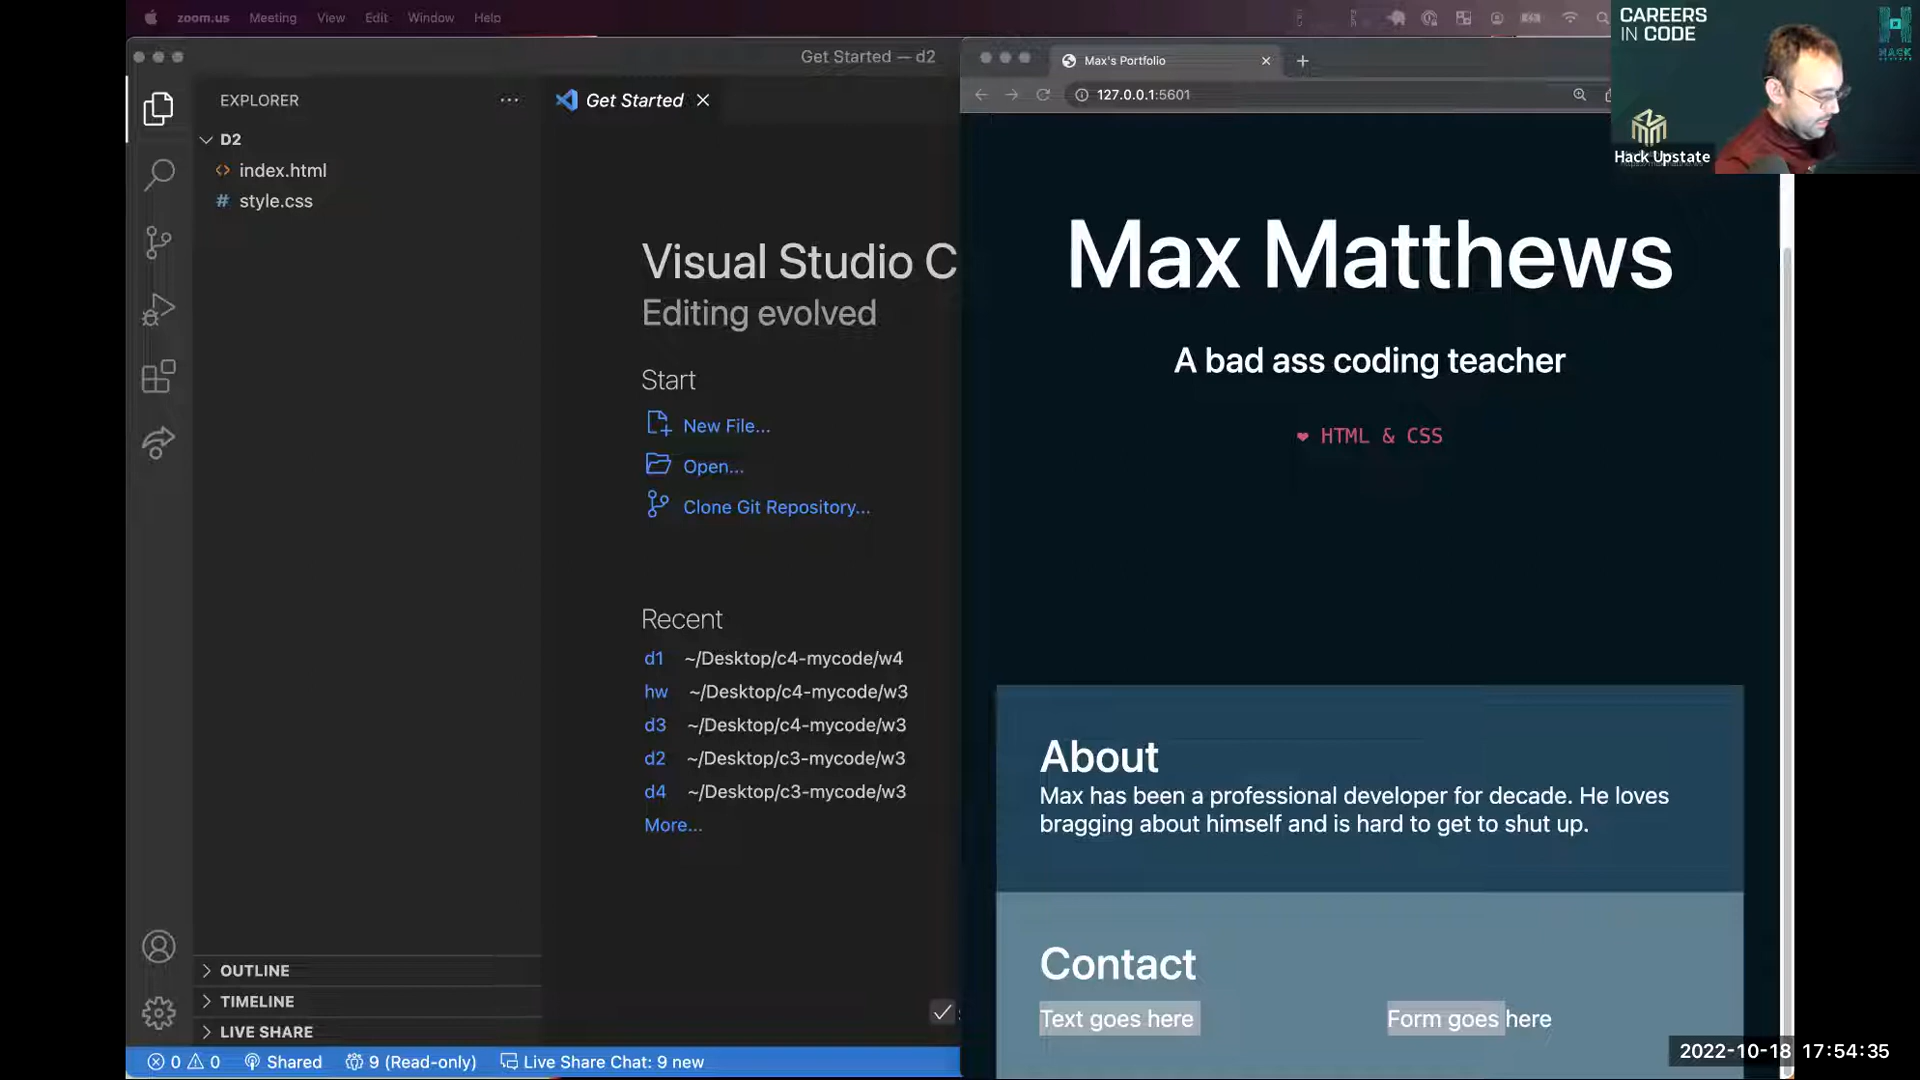 zoom.us Meeting View Edit Window Help
Get Started — d2
EXPLORER
D2
index.html
style.css
Get Started
Visual Studio C
Editing evolved
Start
New File...
Open...
Clone Git Repository...
Recent
d1 ~/Desktop/c4-mycode/w4
hw ~/Desktop/c4-mycode/w3
d3 ~/Desktop/c4-mycode/w3
d2 ~/Desktop/c3-mycode/w3
d4 ~/Desktop/c3-mycode/w3
More...
OUTLINE
TIMELINE
LIVE SHARE
0 0 Shared 9 (Read-only) Live Share Chat: 9 new
Max's Portfolio
127.0.0.1:5601
Max Matthews
A bad ass coding teacher
❤ HTML & CSS
About
Max has been a professional developer for decade. He loves
bragging about himself and is hard to get to shut up.
Contact
Text goes here
Form goes here
CAREERS
IN CODE
HACK
Hack Upstate
2022-10-18 17:54:35